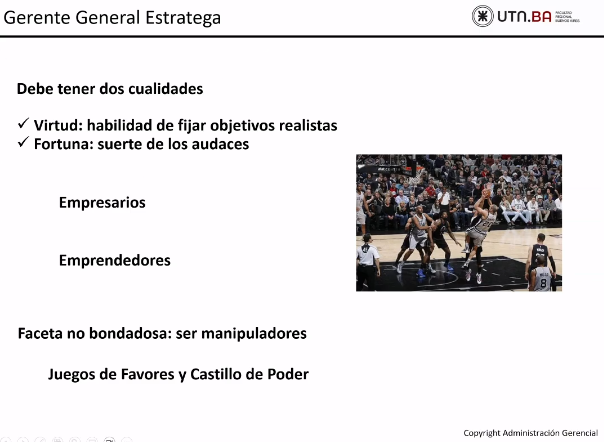 Gerente General Estratega
UTN.BA FACULTAD REGIONAL BUENOS AIRES
Debe tener dos cualidades
✓ Virtud: habilidad de fijar objetivos realistas
✓ Fortuna: suerte de los audaces
Empresarios
Emprendedores
8
Faceta no bondadosa: ser manipuladores
Juegos de Favores y Castillo de Poder
Copyright Administración Gerencial